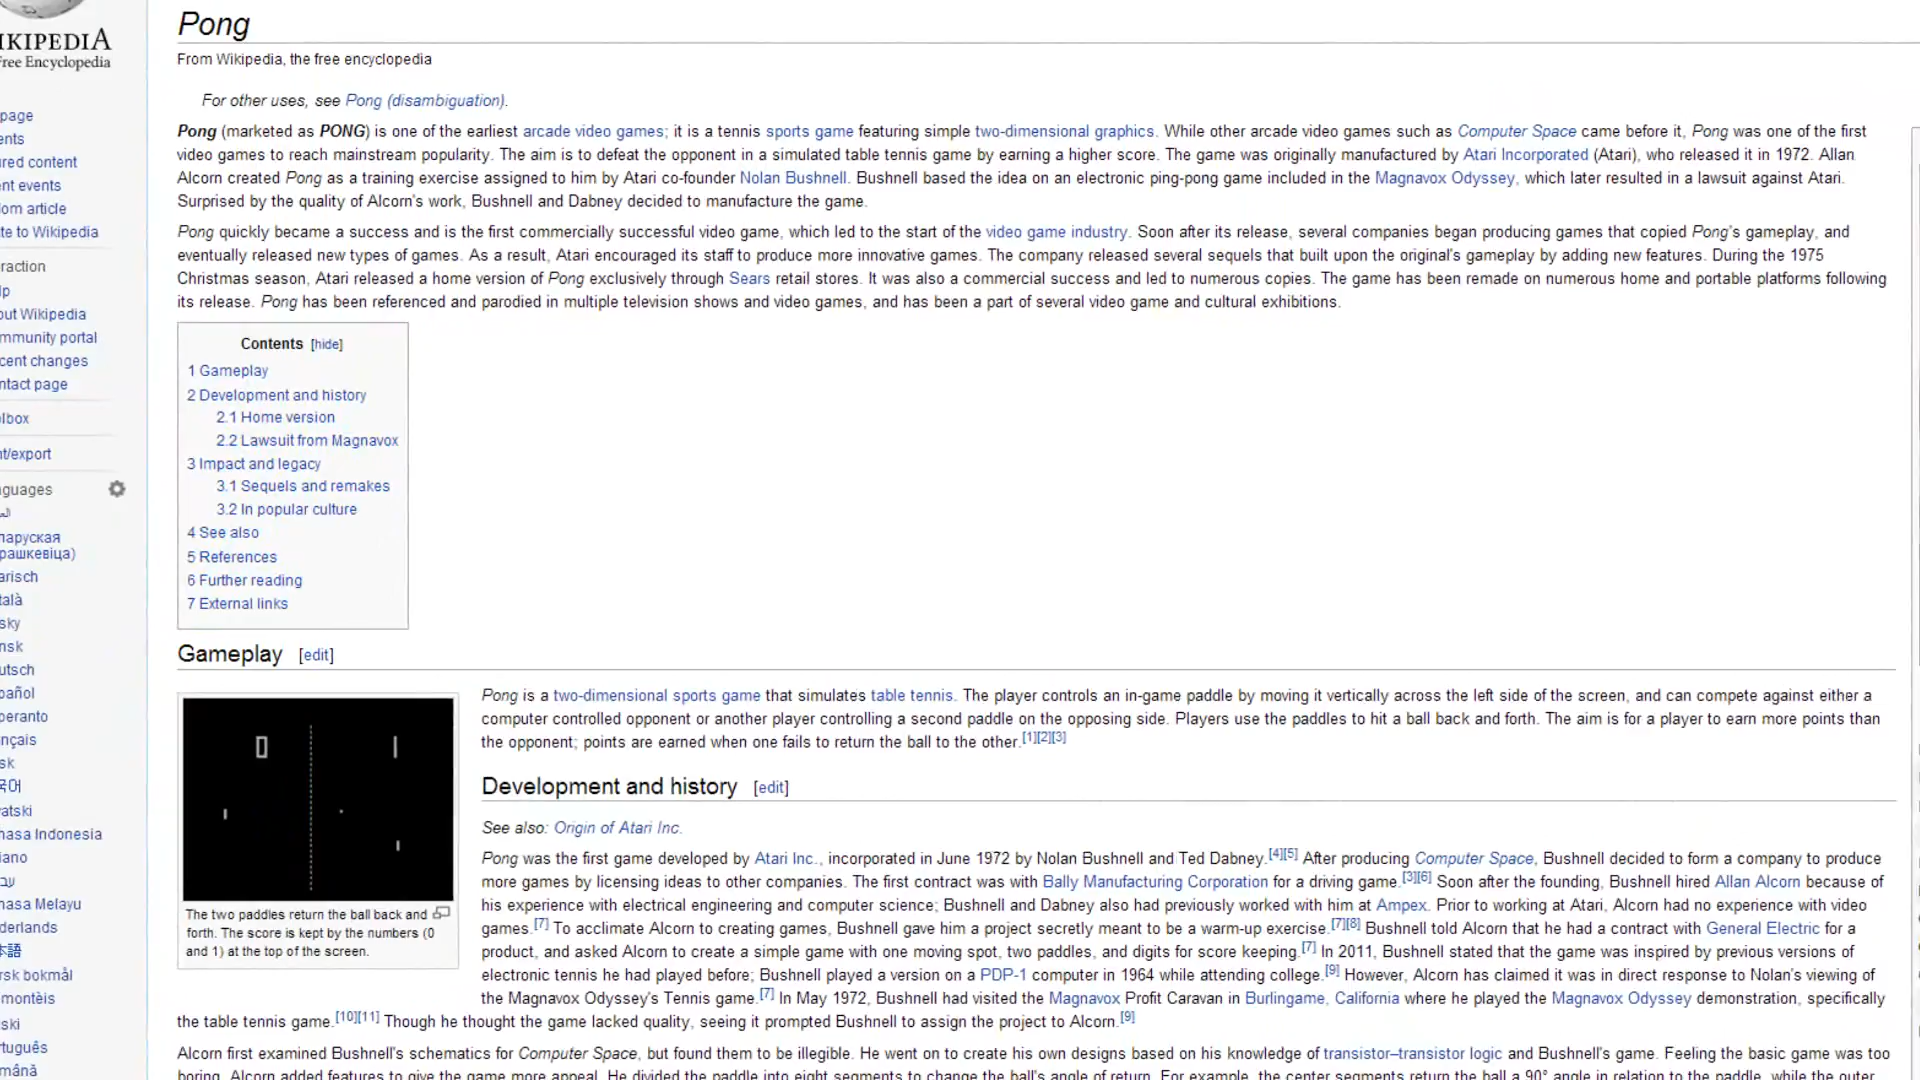 Pong
IKIPEDIA
Free Encyclopedia
From Wikipedia, the free encyclopedia
For other uses, see Pong (disambiguation).
Pong (marketed as PONG) is one of the earliest arcade video games; it is a tennis sports game featuring simple two-dimensional graphics. While other arcade video games such as Computer Space came before it, Pong was one of the first
video games to reach mainstream popularity. The aim is to defeat the opponent in a simulated table tennis game by earning a higher score. The game was originally manufactured by Atari Incorporated (Atari), who released it in 1972. Allan
Alcorn created Pong as a training exercise assigned to him by Atari co-founder Nolan Bushnell. Bushnell based the idea on an electronic ping-pong game included in the Magnavox Odyssey, which later resulted in a lawsuit against Atari.
Surprised by the quality of Alcorn's work, Bushnell and Dabney decided to manufacture the game.
Pong quickly became a success and is the first commercially successful video game, which led to the start of the video game industry. Soon after its release, several companies began producing games that copied Pong's gameplay, and
eventually released new types of games. As a result, Atari encouraged its staff to produce more innovative games. The company released several sequels that built upon the original's gameplay by adding new features. During the 1975
Christmas season, Atari released a home version of Pong exclusively through Sears retail stores. It was also a commercial success and led to numerous copies. The game has been remade on numerous home and portable platforms following
its release. Pong has been referenced and parodied in multiple television shows and video games, and has been a part of several video game and cultural exhibitions.
Contents [hide]
1 Gameplay
2 Development and history
2.1 Home version
2.2 Lawsuit from Magnavox
3 Impact and legacy
3.1 Sequels and remakes
3.2 In popular culture
4 See also
5 References
6 Further reading
7 External links
Gameplay [edit]
Pong is a two-dimensional sports game that simulates table tennis. The player controls an in-game paddle by moving it vertically across the left side of the screen, and can compete against either a
computer controlled opponent or another player controlling a second paddle on the opposing side. Players use the paddles to hit a ball back and forth. The aim is for a player to earn more points than
the opponent; points are earned when one fails to return the ball to the other.[1][2][3]
0 1
The two paddles return the ball back and
forth. The score is kept by the numbers (0
and 1) at the top of the screen.
Development and history [edit]
See also: Origin of Atari Inc.
Pong was the first game developed by Atari Inc., incorporated in June 1972 by Nolan Bushnell and Ted Dabney.[4][5] After producing Computer Space, Bushnell decided to form a company to produce
more games by licensing ideas to other companies. The first contract was with Bally Manufacturing Corporation for a driving game.[3][6] Soon after the founding, Bushnell hired Allan Alcorn because of
his experience with electrical engineering and computer science; Bushnell and Dabney also had previously worked with him at Ampex. Prior to working at Atari, Alcorn had no experience with video
games.[7] To acclimate Alcorn to creating games, Bushnell gave him a project secretly meant to be a warm-up exercise.[7][8] Bushnell told Alcorn that he had a contract with General Electric for a
product, and asked Alcorn to create a simple game with one moving spot, two paddles, and digits for score keeping.[7] In 2011, Bushnell stated that the game was inspired by previous versions of
electronic tennis he had played before; Bushnell played a version on a PDP-1 computer in 1964 while attending college.[9] However, Alcorn has claimed it was in direct response to Nolan's viewing of
the Magnavox Odyssey's Tennis game.[7] In May 1972, Bushnell had visited the Magnavox Profit Caravan in Burlingame, California where he played the Magnavox Odyssey demonstration, specifically
the table tennis game.[10][11] Though he thought the game lacked quality, seeing it prompted Bushnell to assign the project to Alcorn.[9]
Alcorn first examined Bushnell's schematics for Computer Space, but found them to be illegible. He went on to create his own designs based on his knowledge of transistor–transistor logic and Bushnell's game. Feeling the basic game was too
boring, Alcorn added features to give the game more appeal. He divided the paddle into eight segments to change the ball's angle of return. For example, the center segments return the ball a 90° angle in relation to the paddle, while the outer
page
ents
ured content
nt events
om article
te to Wikipedia
raction
lp
out Wikipedia
mmunity portal
cent changes
ntact page
lbox
nt/export
nguages
ларуская
рашкевіца)
arisch
talà
sky
nsk
utsch
pañol
peranto
nçais
sk
국어
vatski
hasa Indonesia
iano
עב
hasa Melayu
derlands
本語
rsk bokmål
montèis
ski
rtuguês
mână